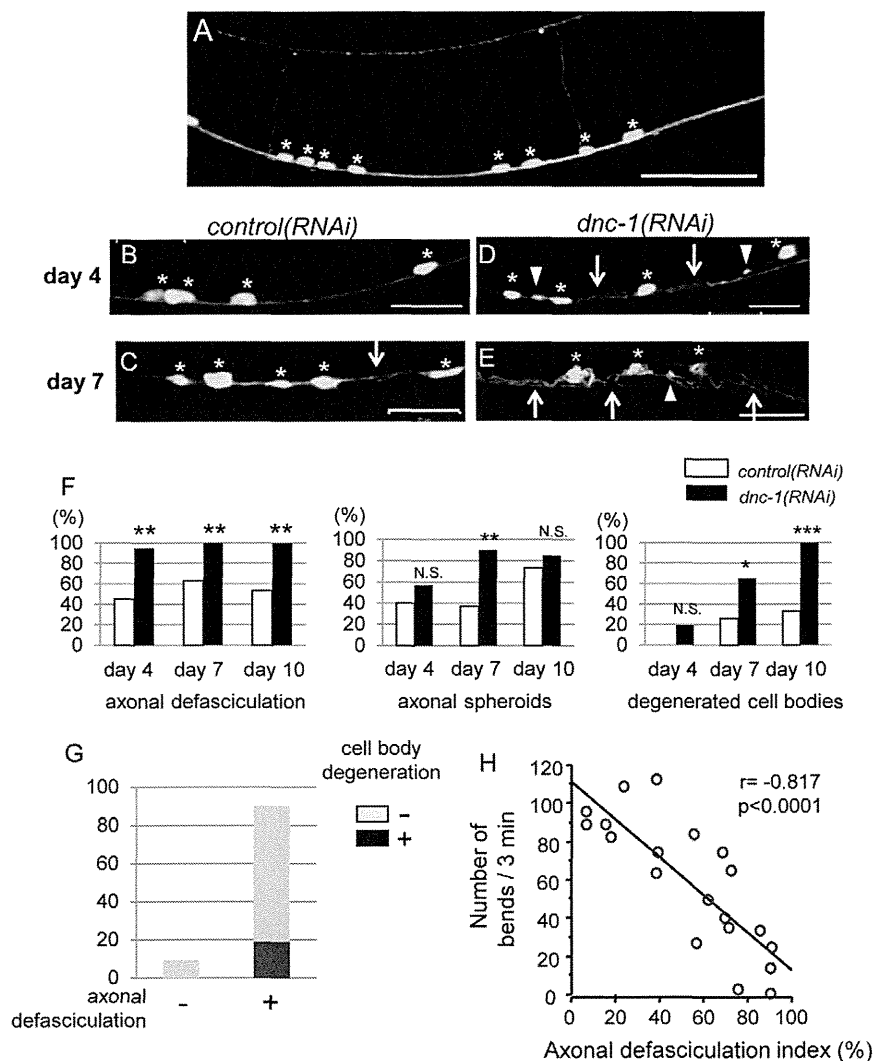 A
* * * * * * * *
control(RNAi) dnc-1(RNAi)
day 4
B
* * * *
D
* * * *
day 7
C
* * * * *
E
* * *
F
control(RNAi)
dnc-1(RNAi)
(%)
100
80
60
40
20
** ** **
day 4 day 7 day 10
axonal defasciculation
(%)
100
80
60
40
20
N.S. ** N.S.
day 4 day 7 day 10
axonal spheroids
(%)
100
80
60
40
20
N.S. * ***
day 4 day 7 day 10
degenerated cell bodies
G
cell body
degeneration
-
+
100
80
60
40
20
0
axonal
defasciculation
- +
H
r= -0.817
p<0.0001
Number of
bends / 3 min
120
100
80
60
40
20
0
0 20 40 60 80 100
Axonal defasciculation index (%)